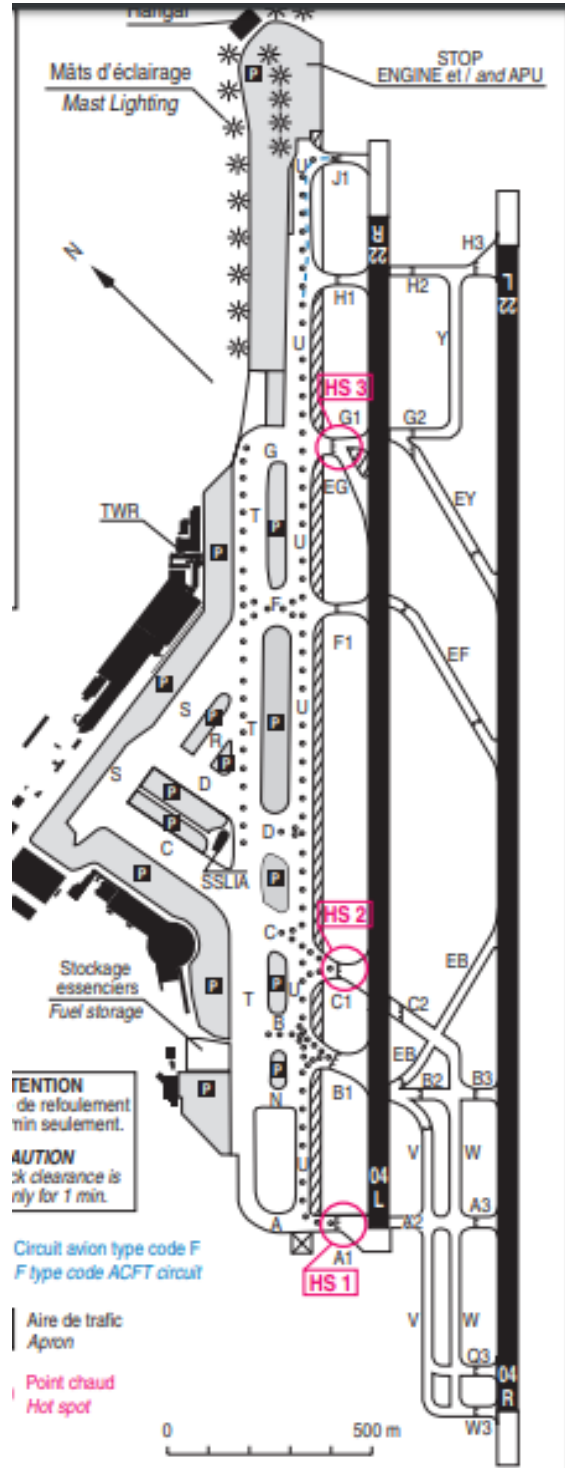 Hangar
Mâts d'éclairage
Mast Lighting
P
STOP
ENGINE et / and APU
U
J1
22
R
H3
N
H1
H2
22
L
U
Y
HS 3
G1
G2
G
EG
EY
TWR
T
P
U
P
F
F1
EF
P
S
P
R
T
P
U
P
S
D
P
P
C
D
SSLIA
P
P
HS 2
C
EB
Stockage
essenciers
Fuel storage
P
T
P
U
C1
C2
B
EB
P
B2
B3
P
N
B1
TENTION
de refoulement
min seulement.
AUTION
ck clearance is
nly for 1 min.
V
W
U
04
L
A
A2
A3
A1
HS 1
Circuit avion type code F
F type code ACFT circuit
V
W
Aire de trafic
Apron
Q3
04
R
Point chaud
Hot spot
W3
0
500 m